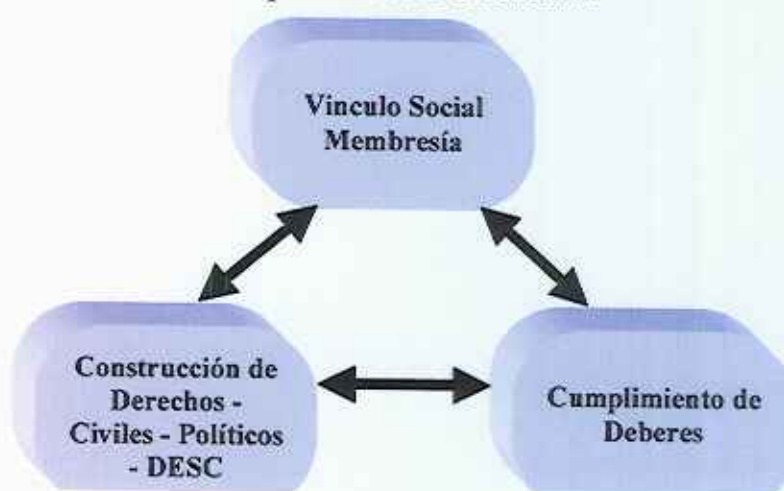 Vinculo Social
Membresía
Construcción de
Derechos -
Civiles - Políticos
- DESC
Cumplimiento de
Deberes